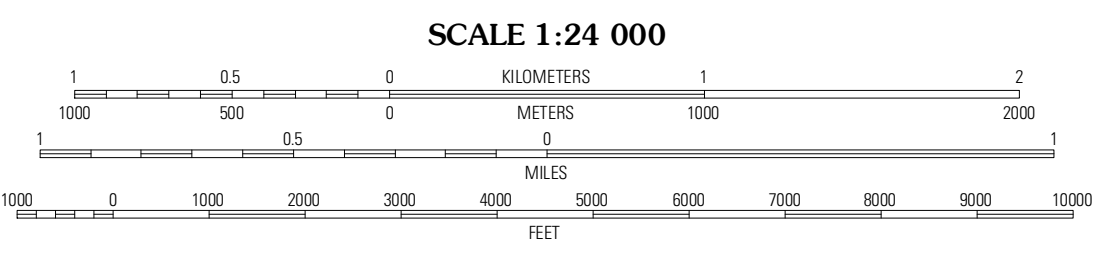 SCALE 1:24 000
1 0.5 0 KILOMETERS 1 2
1000 500 0 METERS 1000 2000
1 0.5 0 1
MILES
1000 0 1000 2000 3000 4000 5000 6000 7000 8000 9000 10000
FEET